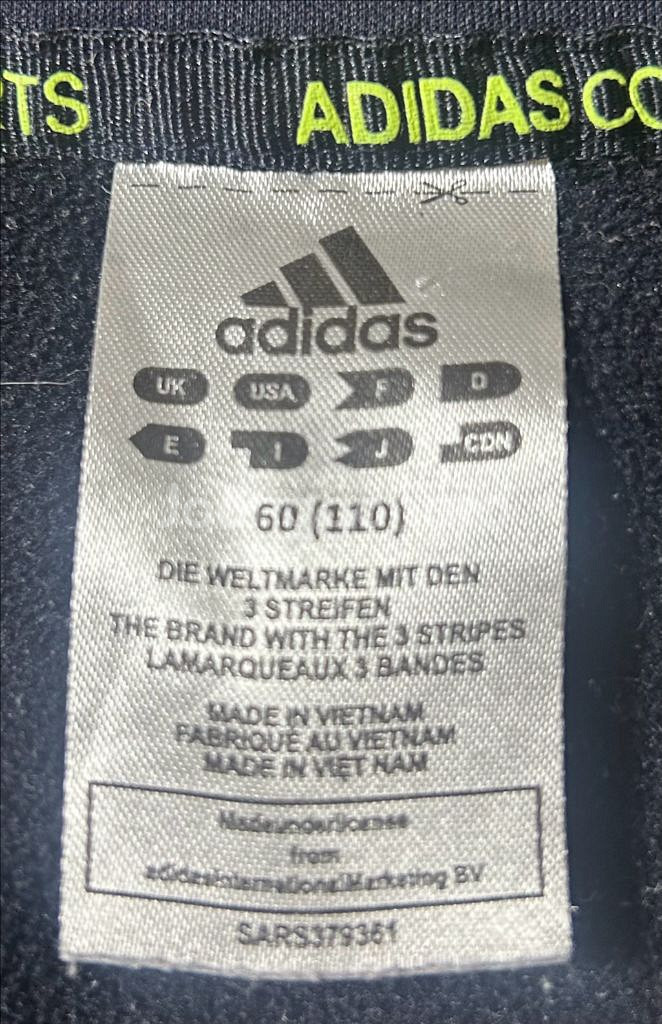 TS ADIDAS CO
adidas
UK USA F D
E I J CDN
60 (110)
DIE WELTMARKE MIT DEN
3 STREIFEN
THE BRAND WITH THE 3 STRIPES
LAMARQUEAUX 3 BANDES
MADE IN VIETNAM
FABRIQUE AU VIETNAM
MADE IN VIET NAM
Madeunderlicense
from
adidasInternationalMarketing BV
SARS379361